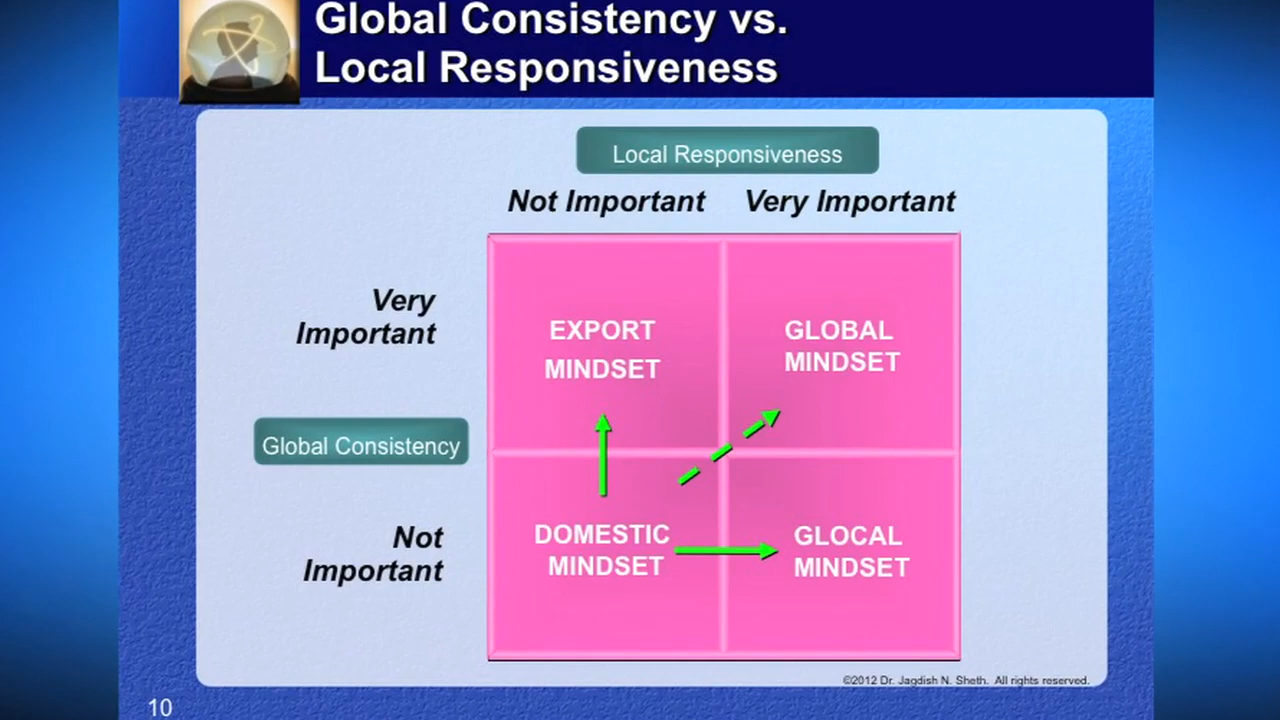 Global Consistency vs.
Local Responsiveness
Local Responsiveness
Not Important
Very Important
Very
Important
EXPORT
MINDSET
GLOBAL
MINDSET
Global Consistency
Not
Important
DOMESTIC
MINDSET
GLOCAL
MINDSET
©2012 Dr. Jagdish N. Sheth. All rights reserved.
10